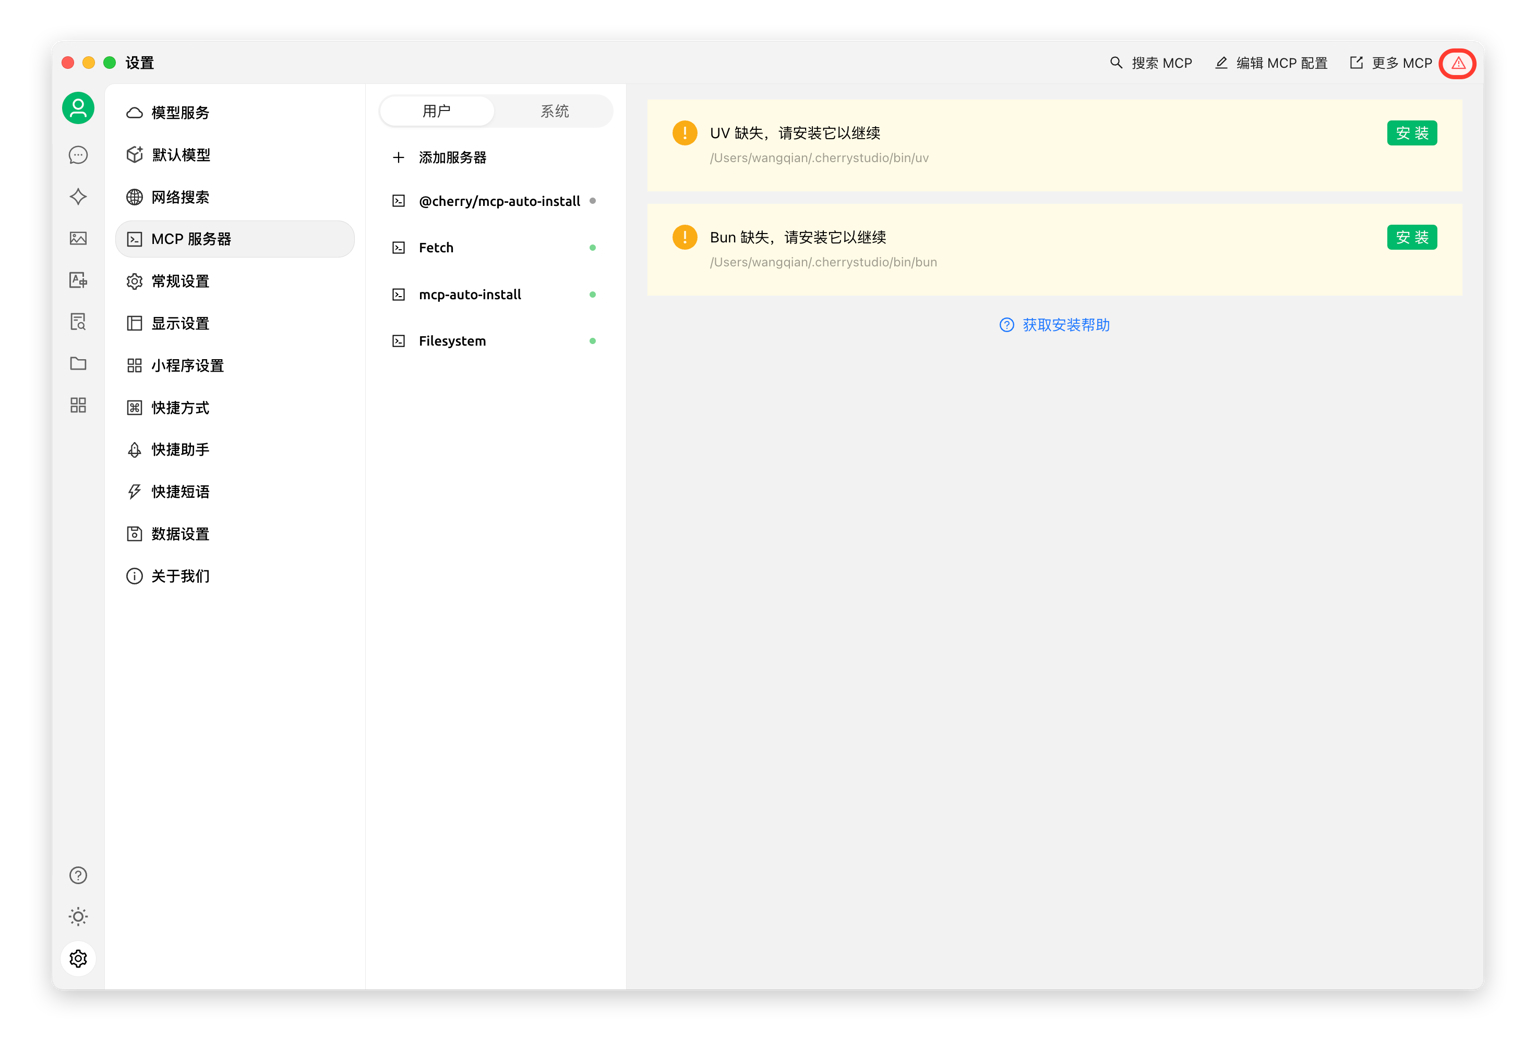 设置
搜索 MCP
编辑 MCP 配置
更多 MCP
模型服务
默认模型
网络搜索
MCP 服务器
常规设置
显示设置
小程序设置
快捷方式
快捷助手
快捷短语
数据设置
关于我们
用户
系统
添加服务器
@cherry/mcp-auto-install
Fetch
mcp-auto-install
Filesystem
UV 缺失，请安装它以继续
/Users/wangqian/.cherrystudio/bin/uv
安 装
Bun 缺失，请安装它以继续
/Users/wangqian/.cherrystudio/bin/bun
安 装
获取安装帮助